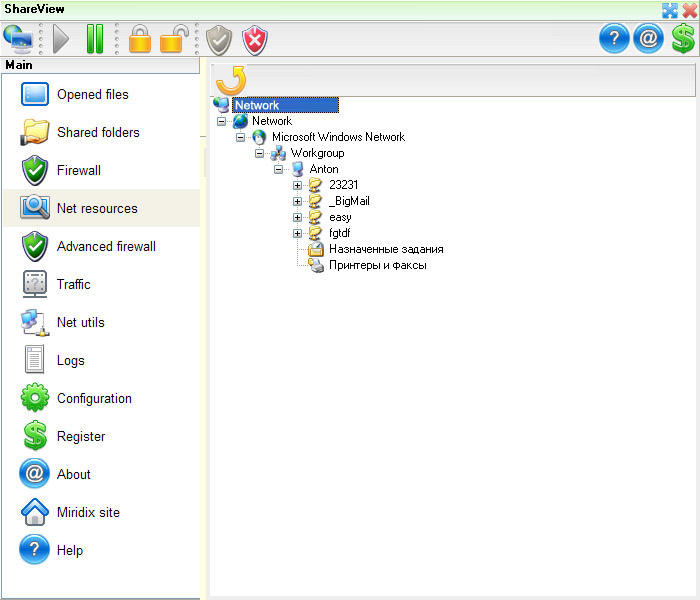 ShareView
Main
Opened files
Shared folders
Firewall
Net resources
Advanced firewall
Traffic
Net utils
Logs
Configuration
Register
About
Miridix site
Help
Network
Network
Microsoft Windows Network
Workgroup
Anton
23231
_BigMail
easy
fgtdf
Назначенные задания
Принтеры и факсы